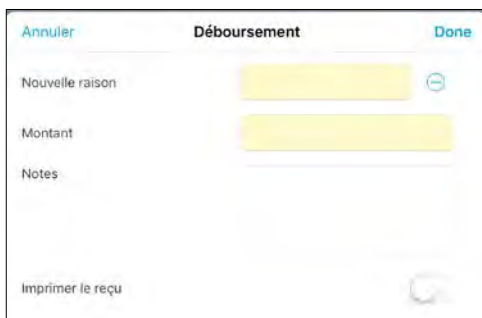 Annuler Déboursement Done
Nouvelle raison
Montant
Notes
Imprimer le reçu